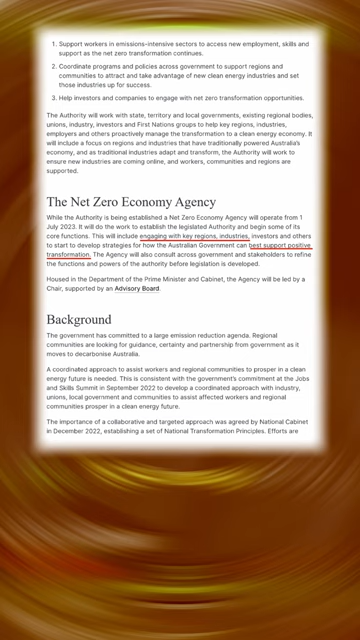 1. Support workers in emissions-intensive sectors to access new employment, skills and
support as the net zero transformation continues.
2. Coordinate programs and policies across government to support regions and
communities to attract and take advantage of new clean energy industries and set
those industries up for success.
3. Help investors and companies to engage with net zero transformation opportunities.
The Authority will work with state, territory and local governments, existing regional bodies,
unions, industry, investors and First Nations groups to help key regions, industries,
employers and others proactively manage the transformation to a clean energy economy. It
will include a focus on regions and industries that have traditionally powered Australia's
economy, and as traditional industries adapt and transform, the Authority will work to
ensure new industries are coming online, and workers, communities and regions are
supported.
The Net Zero Economy Agency
While the Authority is being established a Net Zero Economy Agency will operate from 1
July 2023. It will do the work to establish the legislated Authority and begin some of its
core functions. This will include engaging with key regions, industries, investors and others
to start to develop strategies for how the Australian Government can best support positive
transformation. The Agency will also consult across government and stakeholders to refine
the functions and powers of the authority before legislation is developed.
Housed in the Department of the Prime Minister and Cabinet, the Agency will be led by a
Chair, supported by an Advisory Board.
Background
The government has committed to a large emission reduction agenda. Regional
communities are looking for guidance, certainty and partnership from government as it
moves to decarbonise Australia.
A coordinated approach to assist workers and regional communities to prosper in a clean
energy future is needed. This is consistent with the government's commitment at the Jobs
and Skills Summit in September 2022 to develop a coordinated approach with industry,
unions, local government and communities to assist affected workers and regional
communities prosper in a clean energy future.
The importance of a collaborative and targeted approach was agreed by National Cabinet
in December 2022, establishing a set of National Transformation Principles. Efforts are